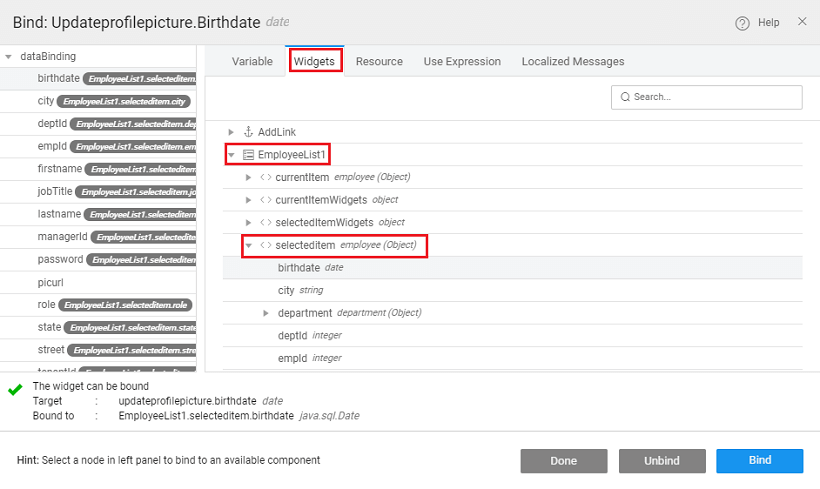 Bind: Updateprofilepicture.Birthdate date
Help
dataBinding
birthdate EmployeeList1.selecteditem.
city EmployeeList1.selecteditem.city
deptId EmployeeList1.selecteditem.de
empId EmployeeList1.selecteditem.em
firstname EmployeeList1.selecteditem.
jobTitle EmployeeList1.selecteditem.jo
lastname EmployeeList1.selecteditem.
managerId EmployeeList1.selecteditem.
password EmployeeList1.selecteditem.
picurl
role EmployeeList1.selecteditem.role
state EmployeeList1.selecteditem.state
street EmployeeList1.selecteditem.stre
Variable Widgets Resource Use Expression Localized Messages
Search...
AddLink
EmployeeList1
currentItem employee (Object)
currentItemWidgets object
selectedItemWidgets object
selecteditem employee (Object)
birthdate date
city string
department department (Object)
deptId integer
empId integer
The widget can be bound
Target : updateprofilepicture.birthdate date
Bound to : EmployeeList1.selecteditem.birthdate java.sql.Date
Hint: Select a node in left panel to bind to an available component
Done Unbind Bind